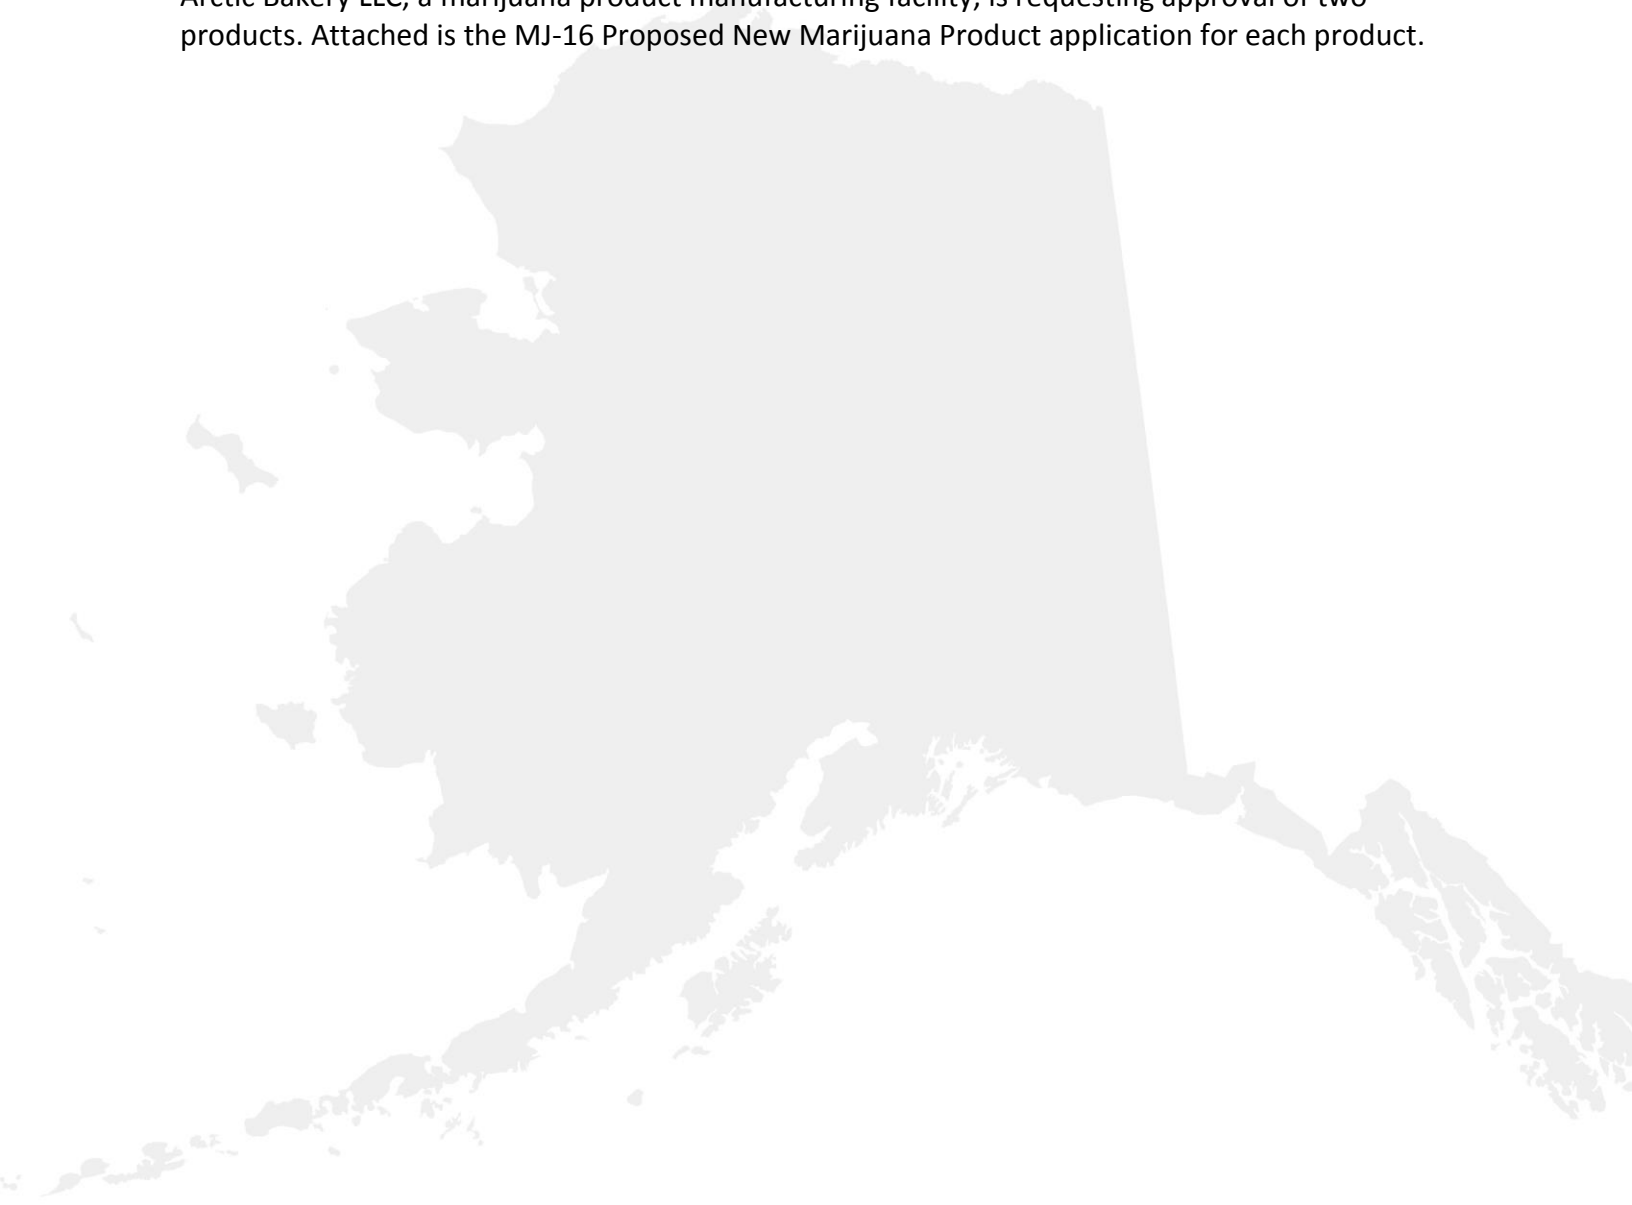 Arctic Bakery LLC, a marijuana product manufacturing facility, is requesting approval of two
products. Attached is the MJ-16 Proposed New Marijuana Product application for each product.